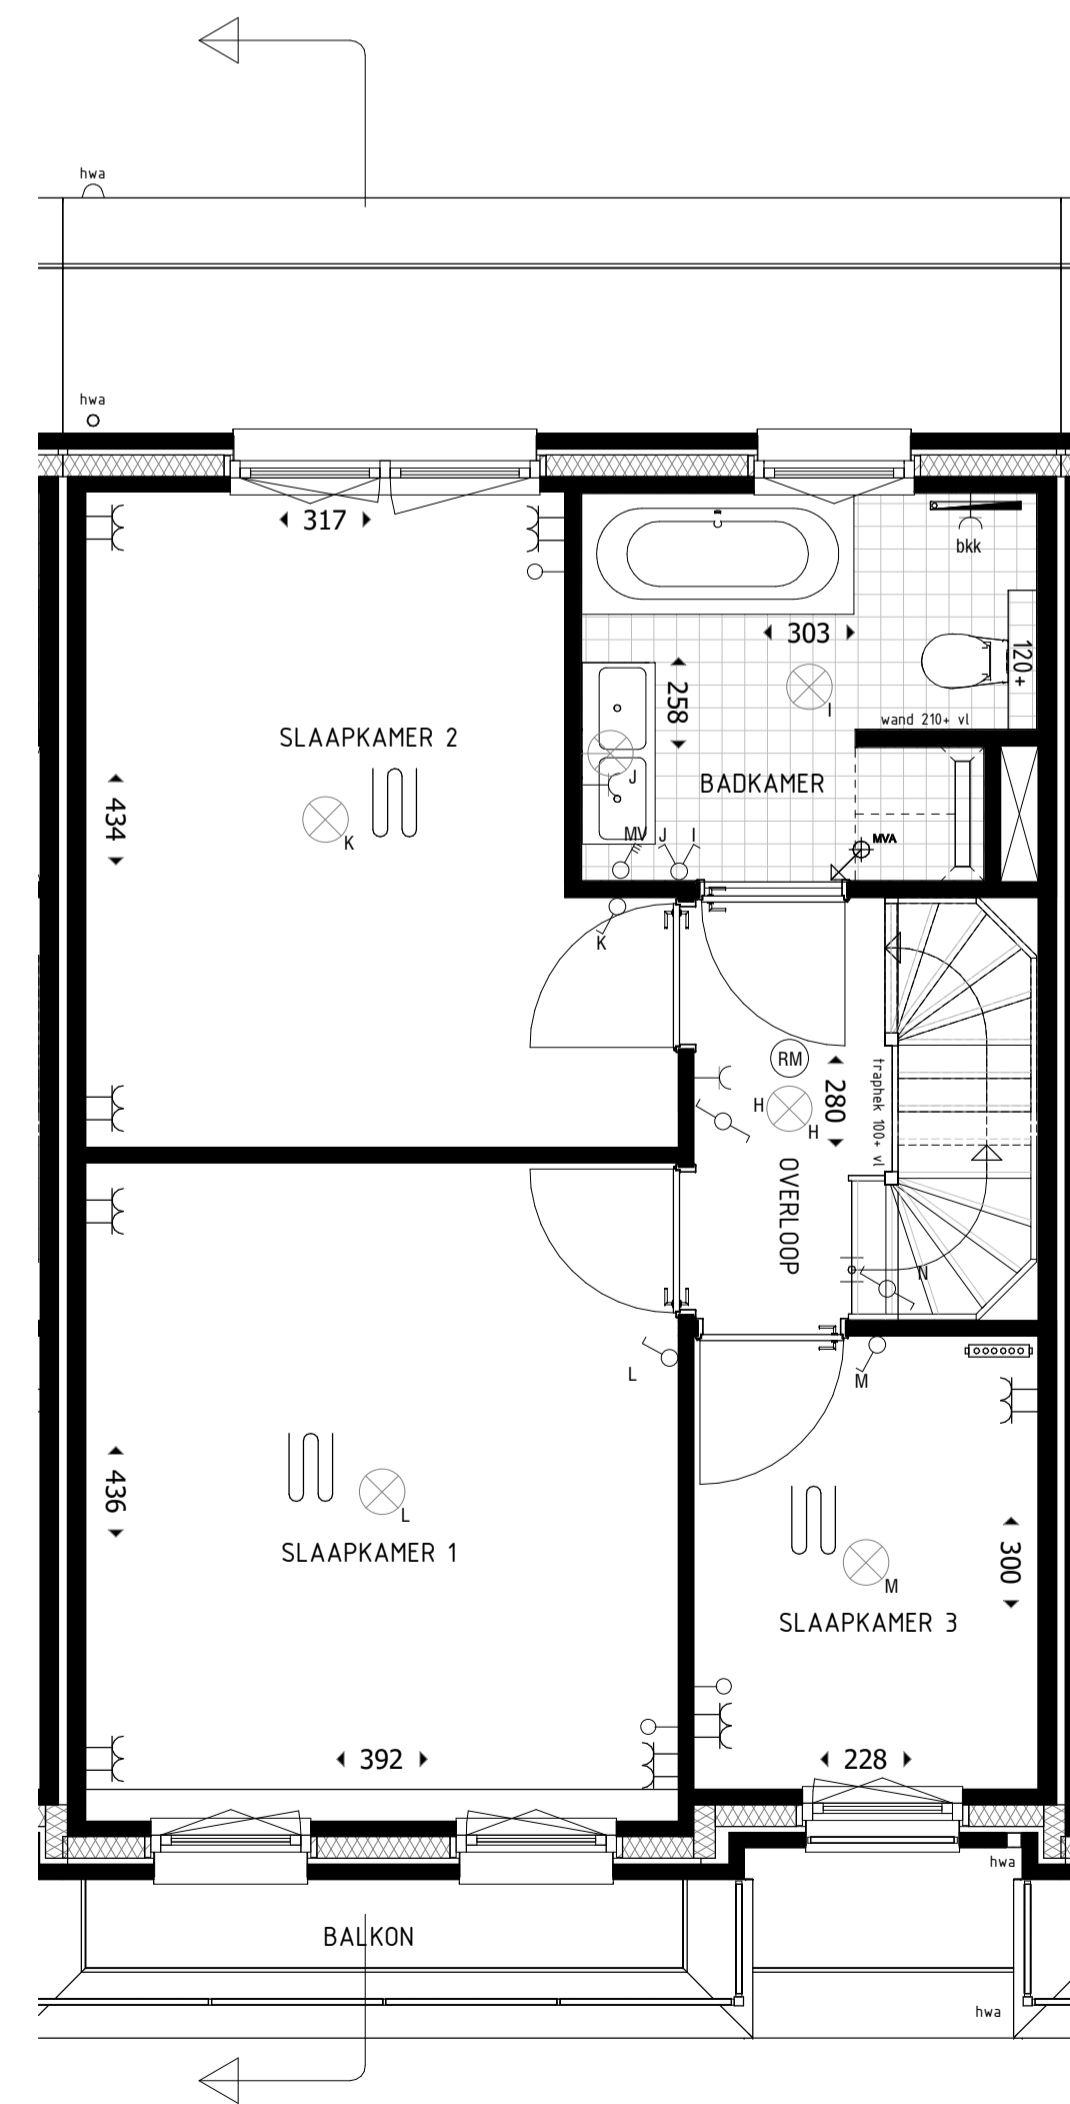 hwa
hwa
317
bkk
303
120+
258
wand 210+ vl
SLAAPKAMER 2
I
J
BADKAMER
434
K
MV
J
I
MVA
K
RM
280
traphek 100+ vl
H
H
OVERLOOP
N
L
M
436
L
SLAAPKAMER 1
300
M
SLAAPKAMER 3
392
228
hwa
BALKON
hwa